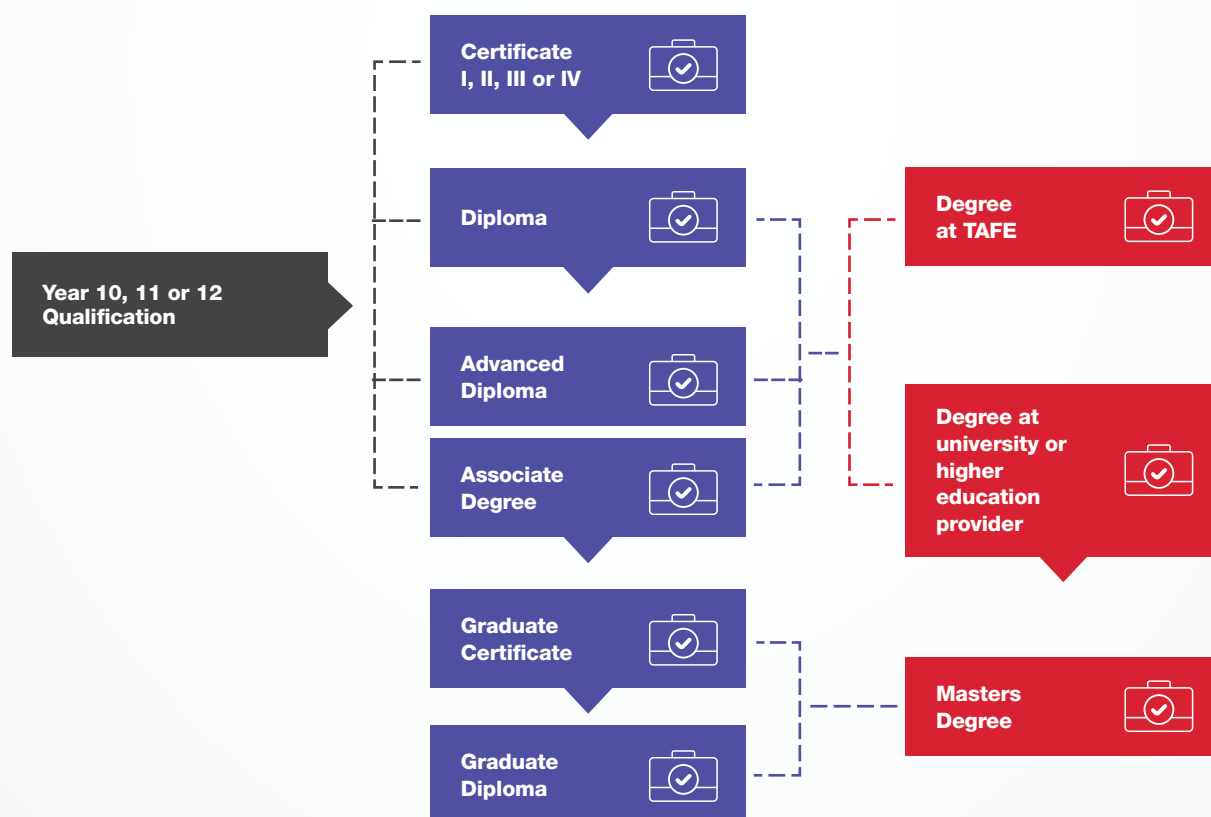 Year 10, 11 or 12
Qualification
Certificate
I, II, III or IV
Diploma
Advanced
Diploma
Associate
Degree
Graduate
Certificate
Graduate
Diploma
Degree
at TAFE
Degree at
university or
higher
education
provider
Masters
Degree